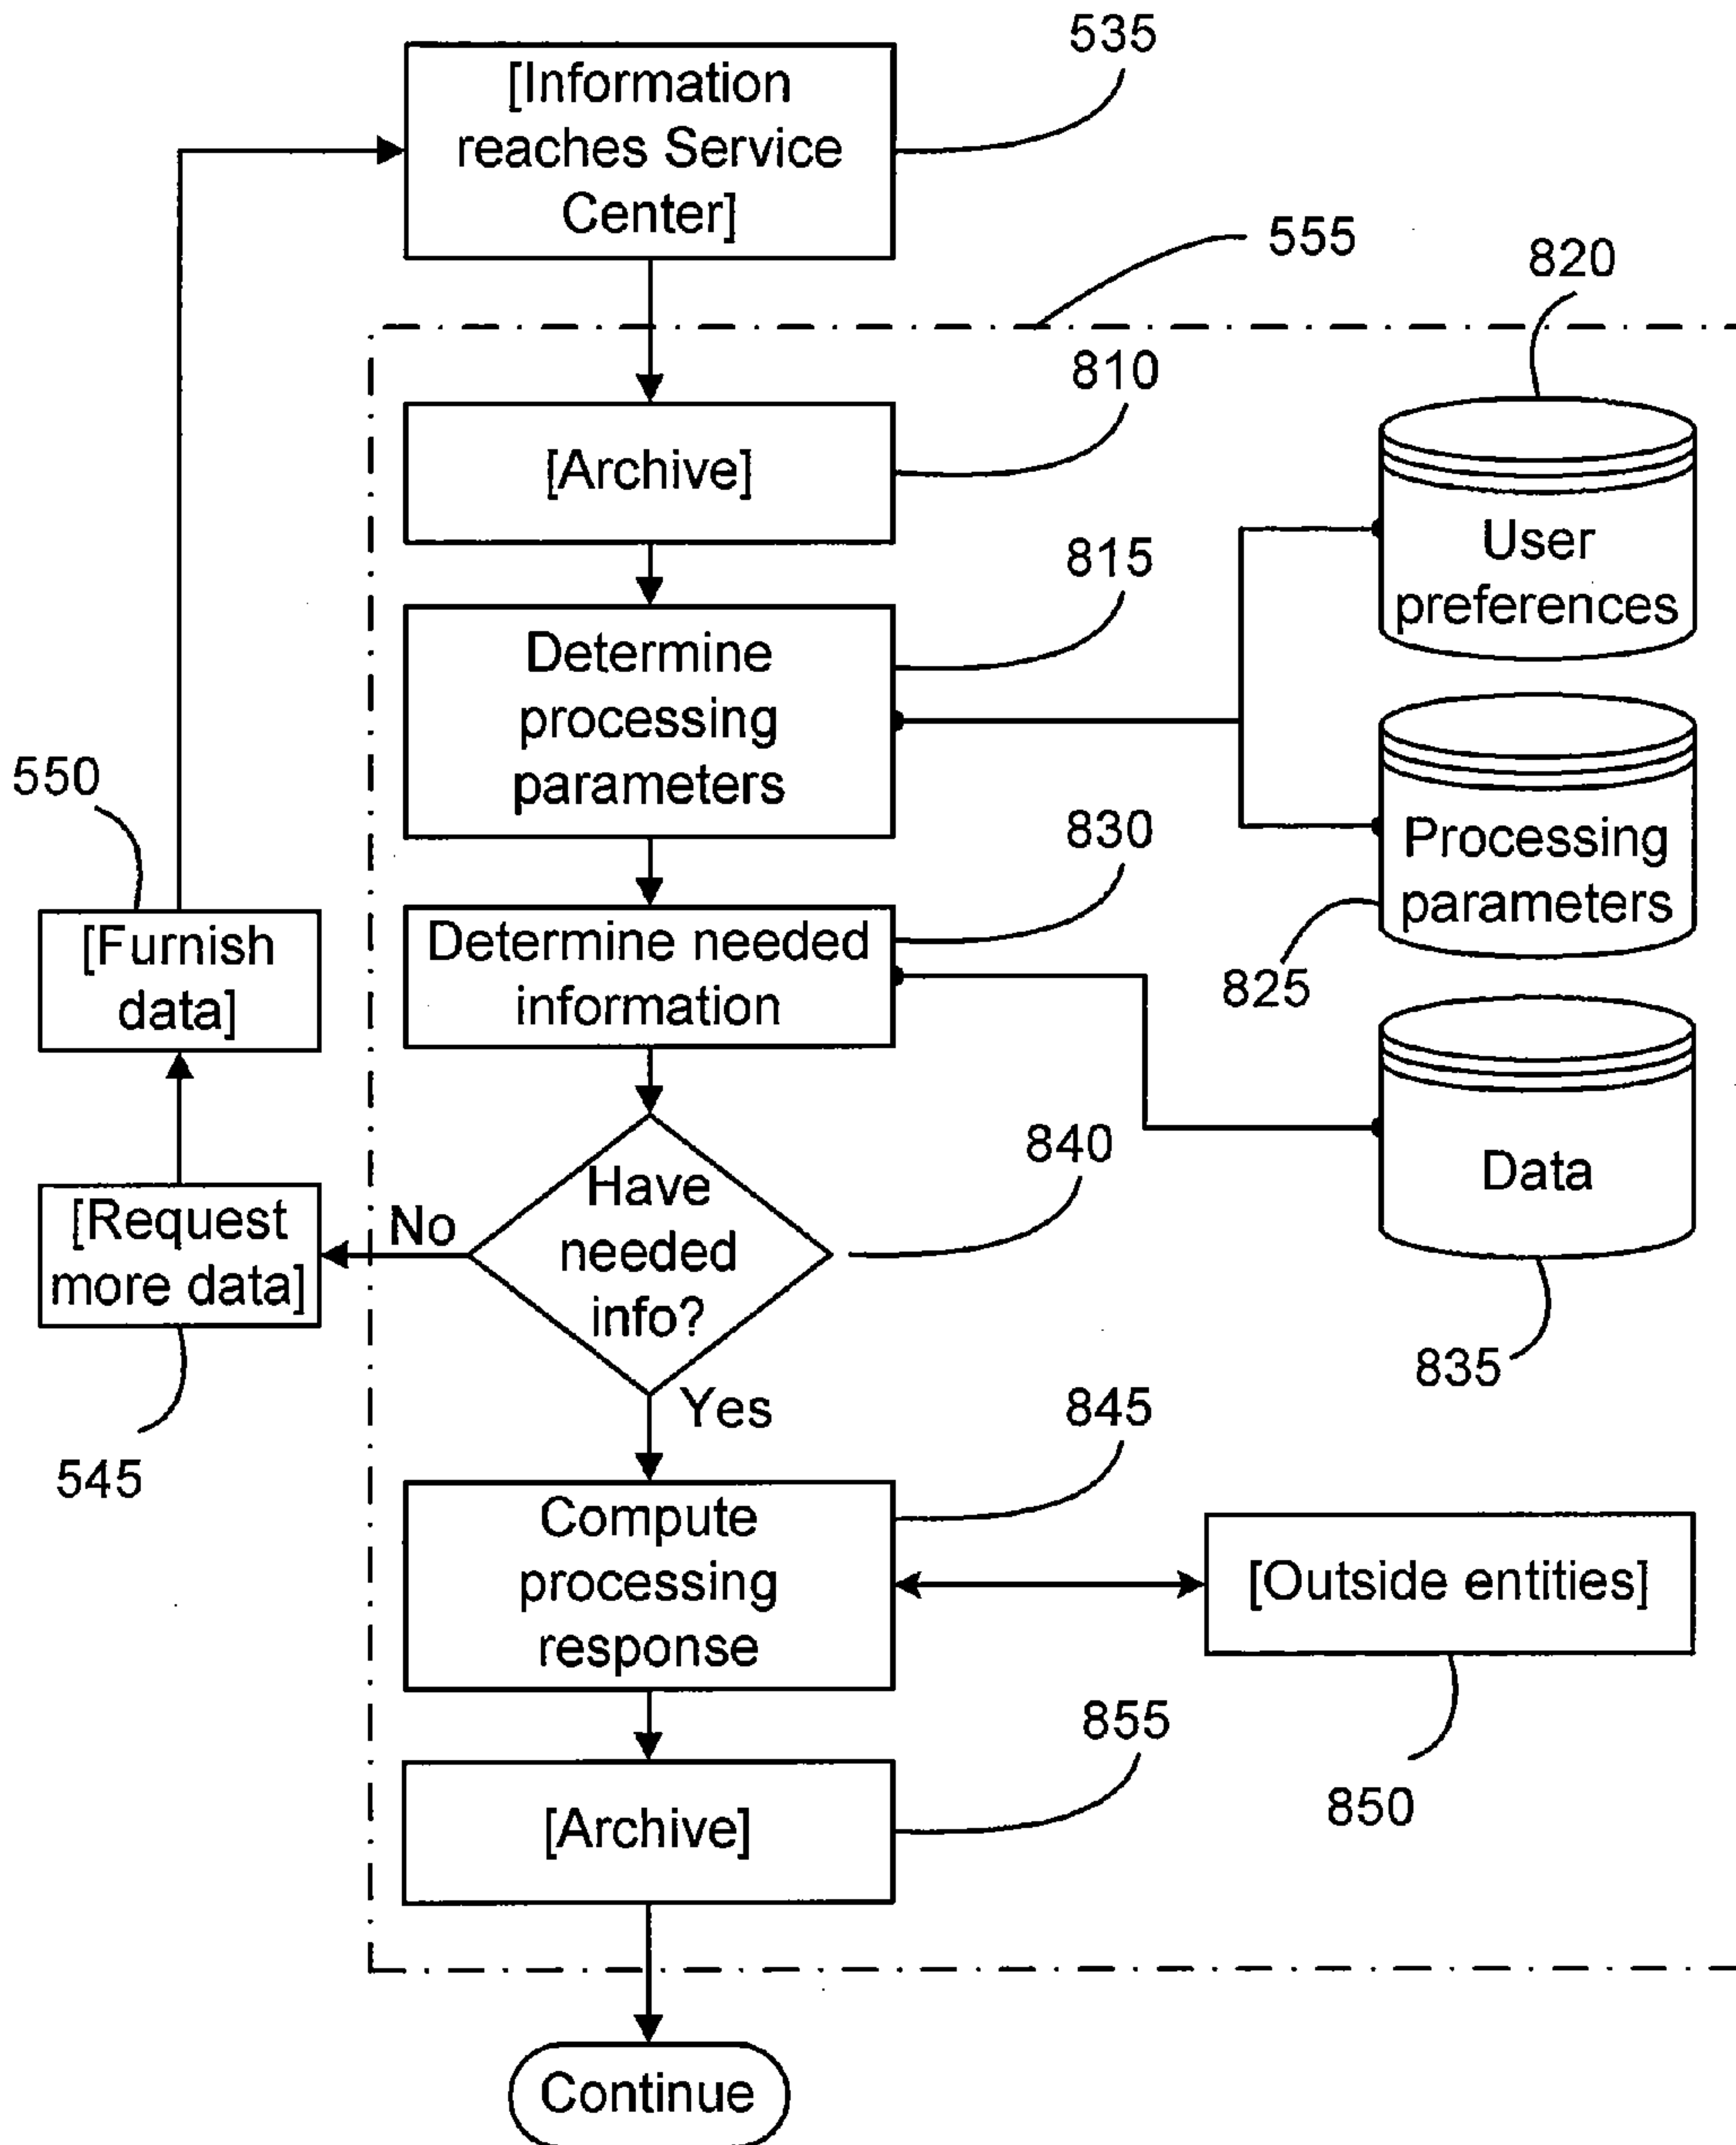 535
[Information
reaches Service
Center]
555
820
810
[Archive]
815
User
preferences
Determine
processing
parameters
550
830
Processing
parameters
825
[Furnish
data]
Determine needed
information
840
Have
needed
info?
No
Data
[Request
more data]
835
Yes
845
545
Compute
processing
response
[Outside entities]
855
850
[Archive]
Continue